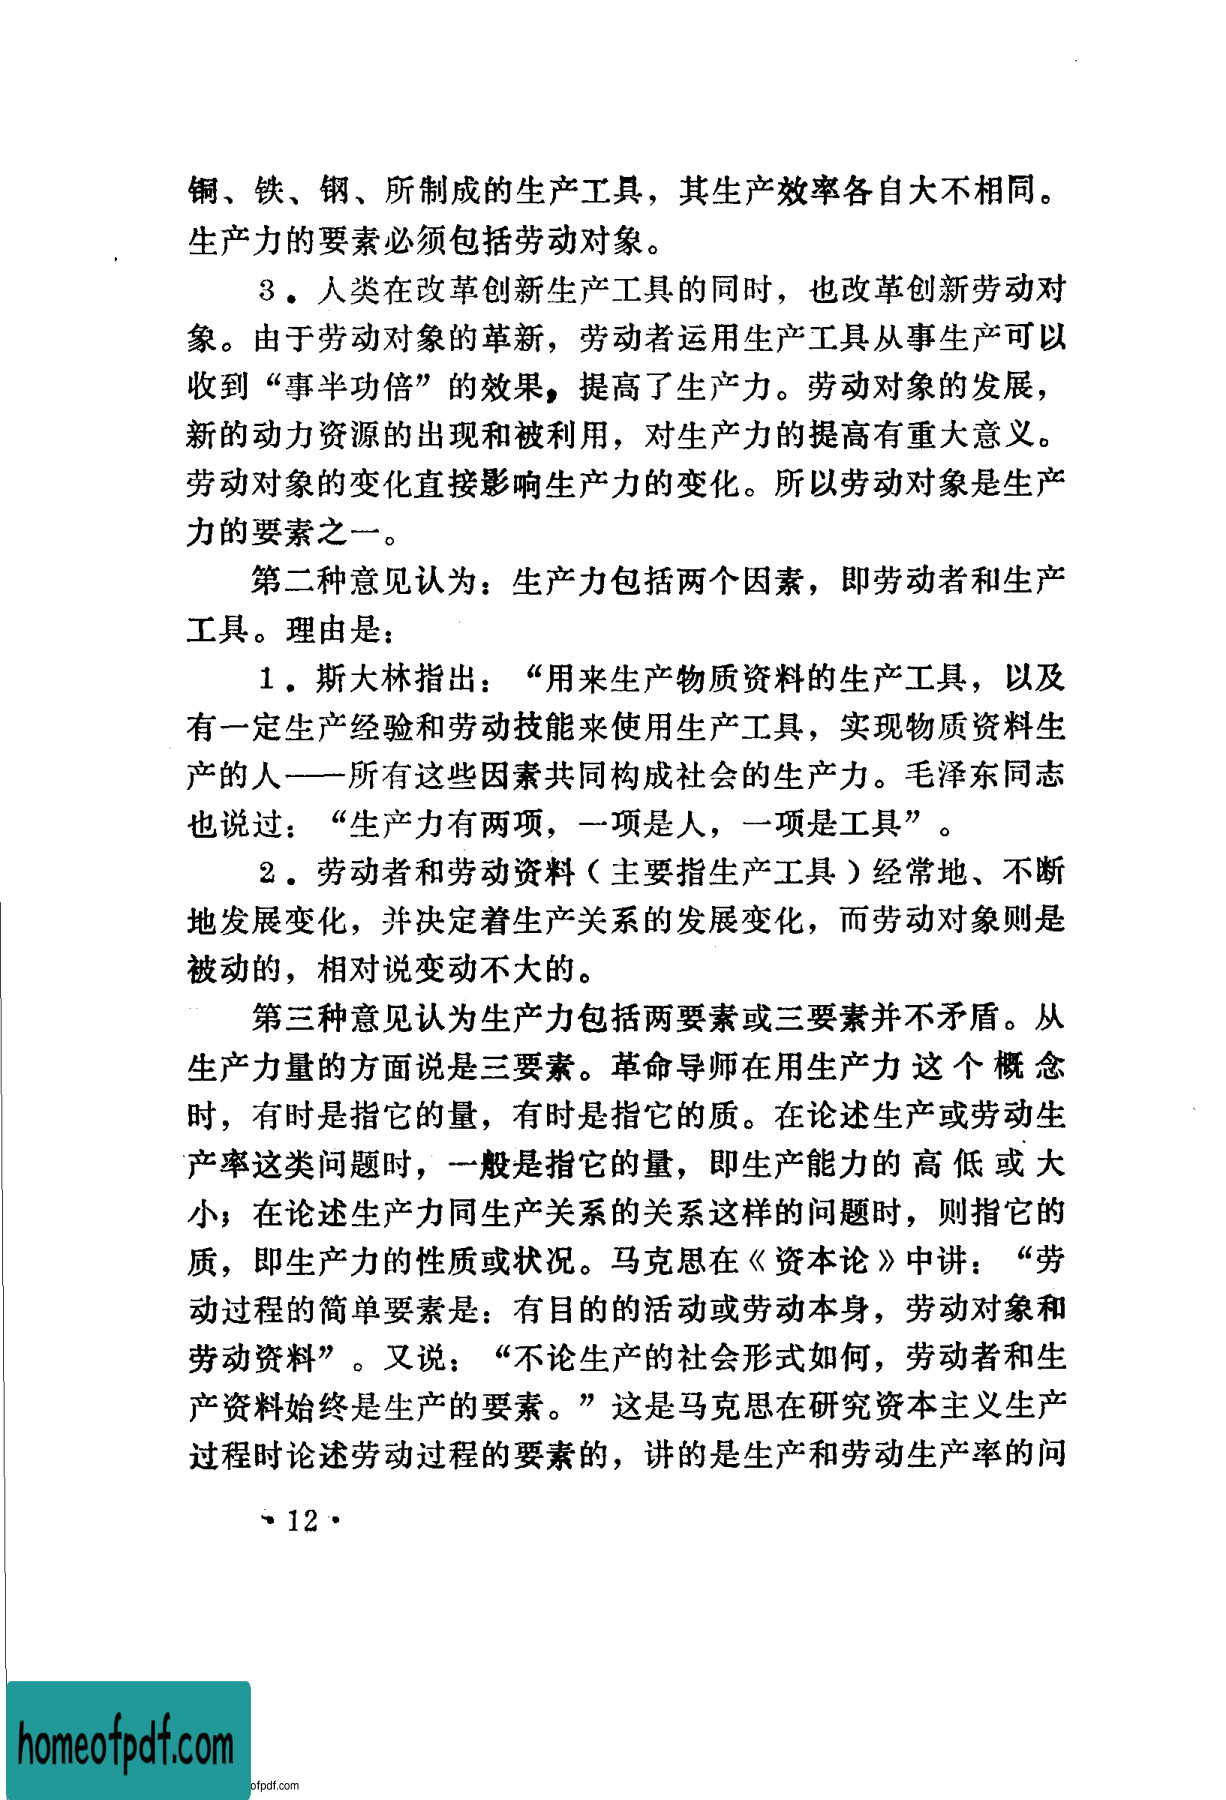 铜、铁、钢、所制成的生产工具，其生产效率各自大不相同。
生产力的要素必须包括劳动对象。
3．人类在改革创新生产工具的同时，也改革创新劳动对
象。由于劳动对象的革新，劳动者运用生产工具从事生产可以
收到“事半功倍”的效果，提高了生产力。劳动对象的发展，
新的动力资源的出现和被利用，对生产力的提高有重大意义。
劳动对象的变化直接影响生产力的变化。所以劳动对象是生产
力的要素之一。
第二种意见认为：生产力包括两个因素，即劳动者和生产
工具。理由是：
1．斯大林指出：“用来生产物质资料的生产工具，以及
有一定生产经验和劳动技能来使用生产工具，实现物质资料生
产的人——所有这些因素共同构成社会的生产力。毛泽东同志
也说过：“生产力有两项，一项是人，一项是工具”。
2．劳动者和劳动资料（主要指生产工具）经常地、不断
地发展变化，并决定着生产关系的发展变化，而劳动对象则是
被动的，相对说变动不大的。
第三种意见认为生产力包括两要素或三要素并不矛盾。从
生产力量的方面说是三要素。革命导师在用生产力这个概念
时，有时是指它的量，有时是指它的质。在论述生产或劳动生
产率这类问题时，一般是指它的量，即生产能力的高低或大
小；在论述生产力同生产关系的关系这样的问题时，则指它的
质，即生产力的性质或状况。马克思在《资本论》中讲：“劳
动过程的简单要素是：有目的的活动或劳动本身，劳动对象和
劳动资料”。又说：“不论生产的社会形式如何，劳动者和生
产资料始终是生产的要素。”这是马克思在研究资本主义生产
过程时论述劳动过程的要素的，讲的是生产和劳动生产率的问
·12·
homeofpdf.com
ofpdf.com